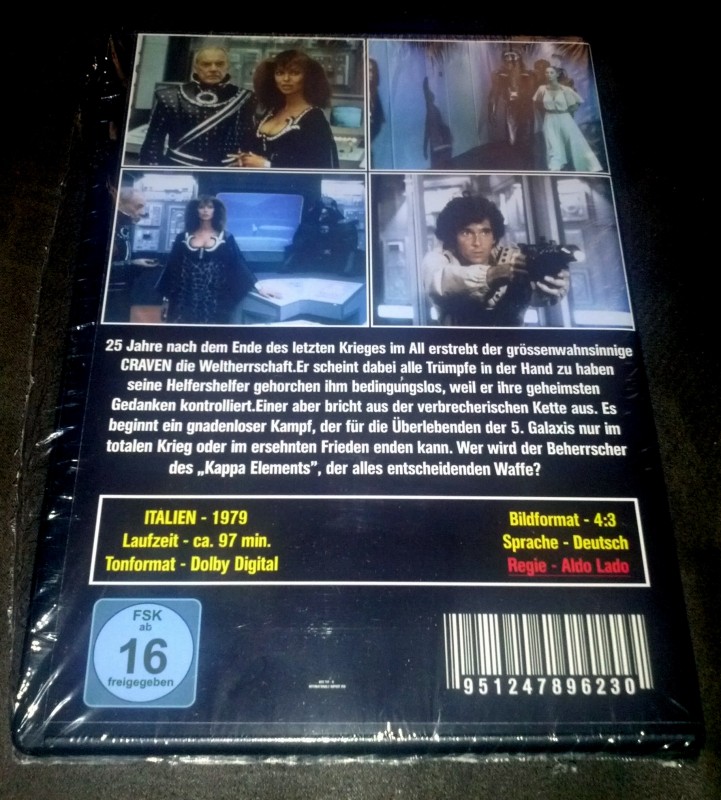 25 Jahre nach dem Ende des letzten Krieges im All erstrebt der grössenwahnsinnige
CRAVEN die Weltherrschaft.Er scheint dabei alle Trümpfe in der Hand zu haben
seine Helfershelfer gehorchen ihm bedingungslos, weil er ihre geheimsten
Gedanken kontrolliert.Einer aber bricht aus der verbrecherischen Kette aus. Es
beginnt ein gnadenloser Kampf, der für die Überlebenden der 5. Galaxis nur im
totalen Krieg oder im ersehnten Frieden enden kann. Wer wird der Beherrscher
des „Kappa Elements”, der alles entscheidenden Waffe?
ITALIEN - 1979
Laufzeit - ca. 97 min.
Tonformat - Dolby Digital
Bildformat - 4:3
Sprache - Deutsch
Regie - Aldo Lado
FSK
ab
16
freigegeben
951247896230